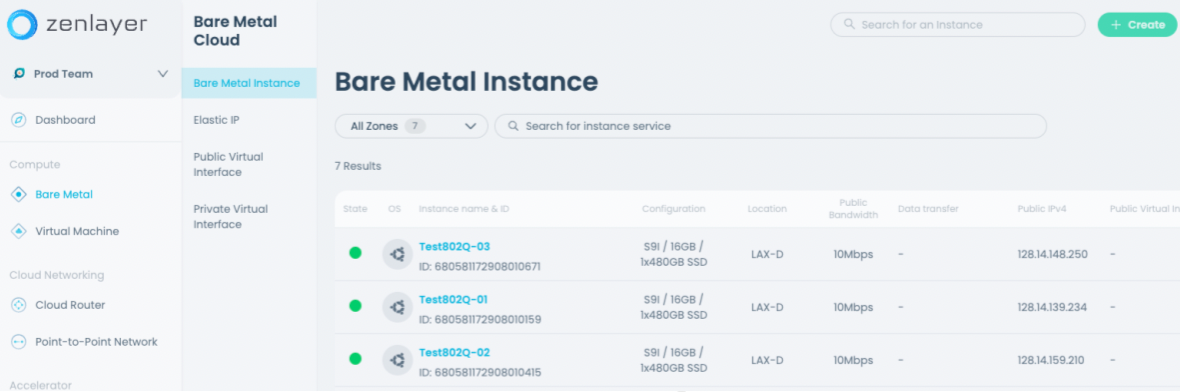 zenlayer
Prod Team
Dashboard
Compute
Bare Metal
Virtual Machine
Cloud Networking
Cloud Router
Point-to-Point Network
Accelerator
Bare Metal
Cloud
Bare Metal Instance
Elastic IP
Public Virtual
Interface
Private Virtual
Interface
Search for an Instance
+ Create
Bare Metal Instance
All Zones 7
Search for instance service
7 Results
State OS Instance name & ID Configuration Location Public Bandwidth Data transfer Public IPv4 Public Virtual In
Test802Q-03
ID: 680581172908010671
S9I / 16GB /
1x480GB SSD
LAX-D 10Mbps - 128.14.148.250 -
Test802Q-01
ID: 680581172908010159
S9I / 16GB /
1x480GB SSD
LAX-D 10Mbps - 128.14.139.234 -
Test802Q-02
ID: 680581172908010415
S9I / 16GB /
1x480GB SSD
LAX-D 10Mbps - 128.14.159.210 -